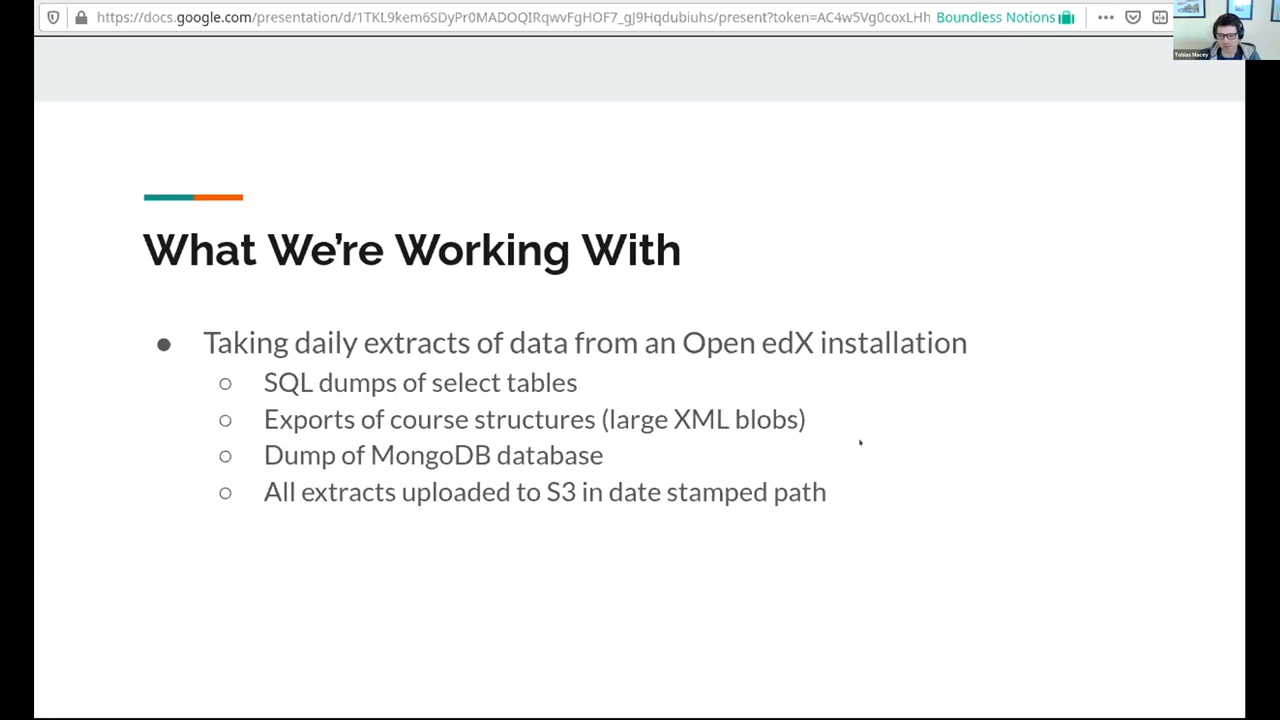 https://docs.google.com/presentation/d/1TKL9kem6SDyPr0MADOQIRqwvFgHOF7_gJ9Hqdubiuhs/present?token=AC4w5Vg0coxLHh
Boundless Notions
Tobias Macey
What We're Working With
● Taking daily extracts of data from an Open edX installation
○ SQL dumps of select tables
○ Exports of course structures (large XML blobs)
○ Dump of MongoDB database
○ All extracts uploaded to S3 in date stamped path